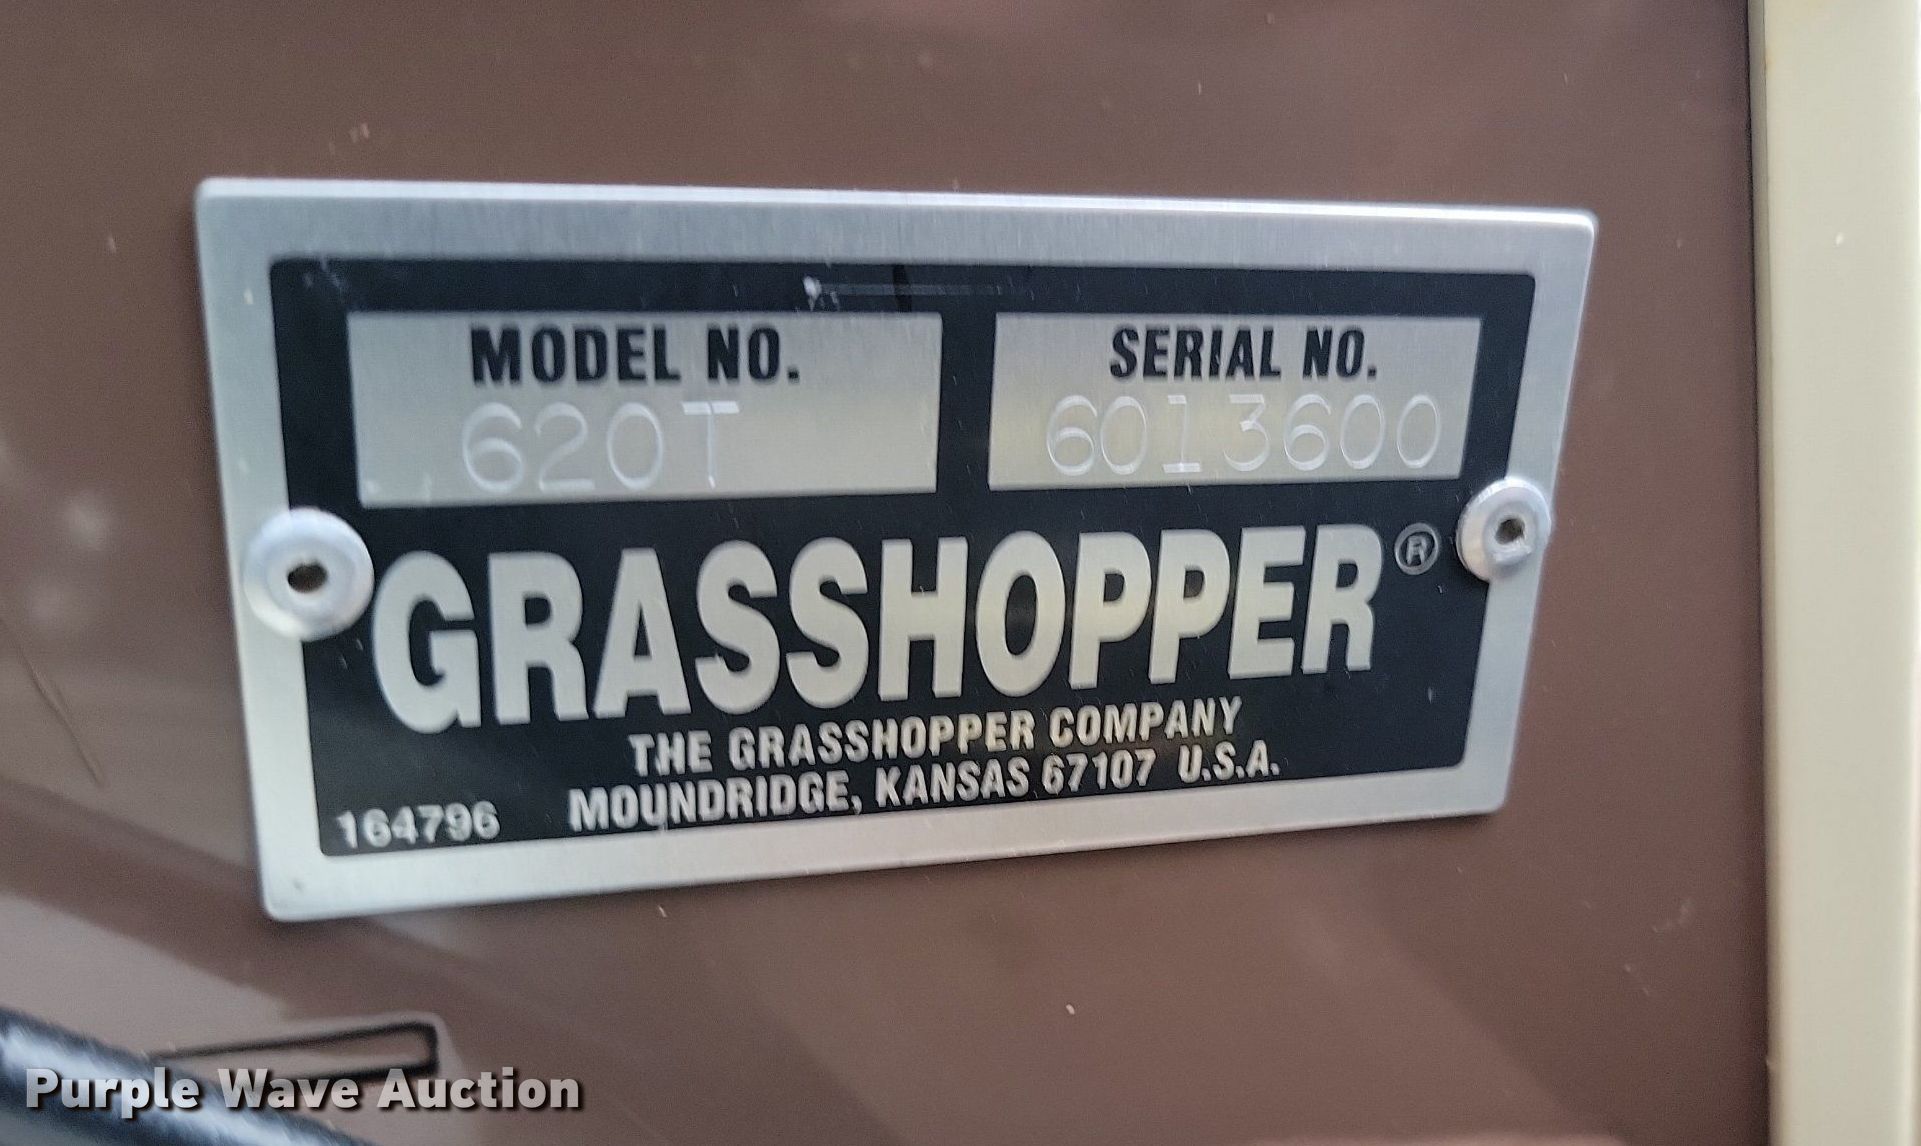 MODEL NO.
620T
SERIAL NO.
6013600
GRASSHOPPER®
THE GRASSHOPPER COMPANY
MOUNDRIDGE, KANSAS 67107 U.S.A.
164796
Purple Wave Auction